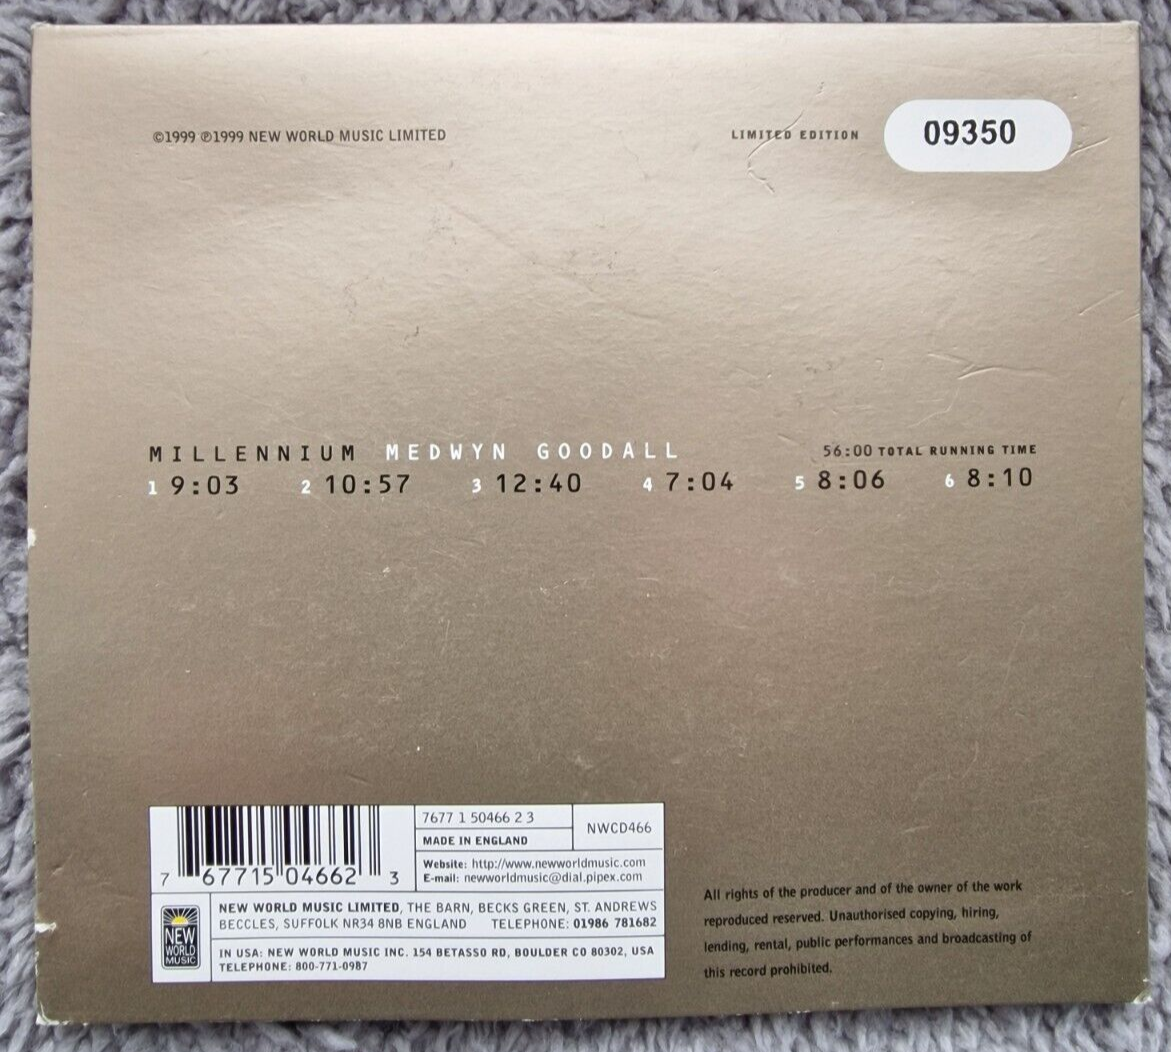 ©1999 ℗1999 NEW WORLD MUSIC LIMITED
LIMITED EDITION 09350
MILLENNIUM MEDWYN GOODALL 56:00 TOTAL RUNNING TIME
1 9:03 2 10:57 3 12:40 4 7:04 5 8:06 6 8:10
7 67715 04662 3
7677 1 50466 2 3
MADE IN ENGLAND
NWCD466
Website: http://www.newworldmusic.com
E-mail: newworldmusic@dial.pipex.com
NEW WORLD MUSIC
NEW WORLD MUSIC LIMITED, THE BARN, BECKS GREEN, ST. ANDREWS
BECCLES, SUFFOLK NR34 8NB ENGLAND TELEPHONE: 01986 781682
IN USA: NEW WORLD MUSIC INC. 154 BETASSO RD, BOULDER CO 80302, USA
TELEPHONE: 800-771-0987
All rights of the producer and of the owner of the work
reproduced reserved. Unauthorised copying, hiring,
lending, rental, public performances and broadcasting of
this record prohibited.